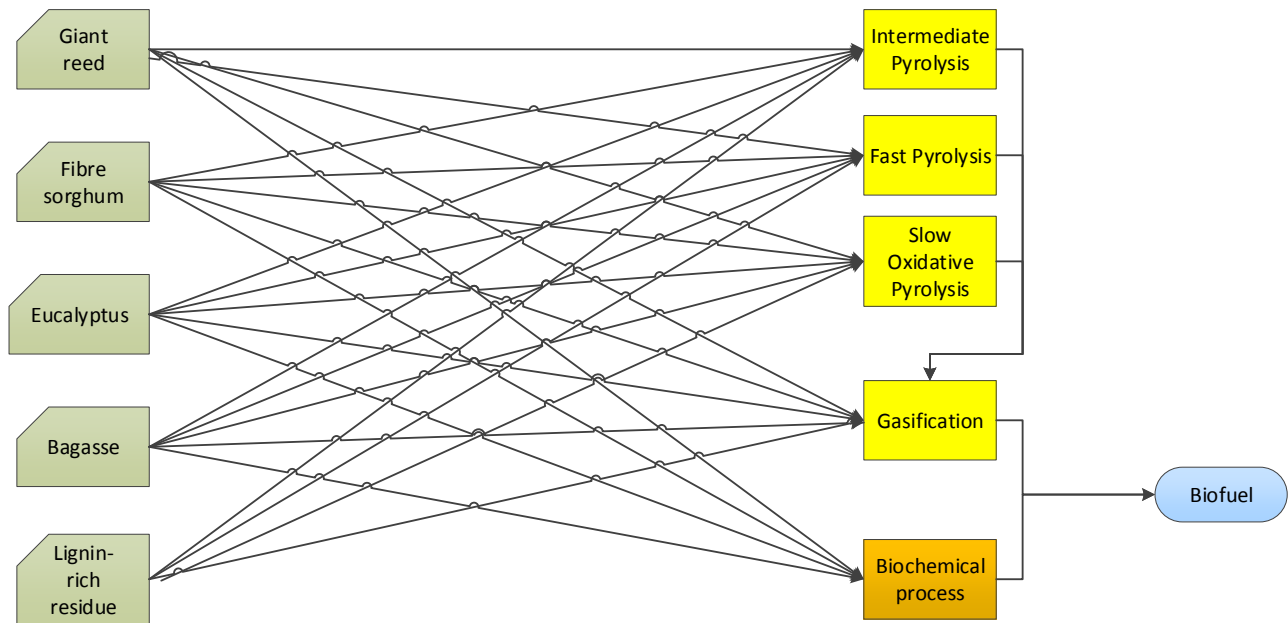 Giant
reed
Fibre
sorghum
Eucalyptus
Bagasse
Lignin-
rich
residue
Intermediate
Pyrolysis
Fast Pyrolysis
Slow
Oxidative
Pyrolysis
Gasification
Biochemical
process
Biofuel